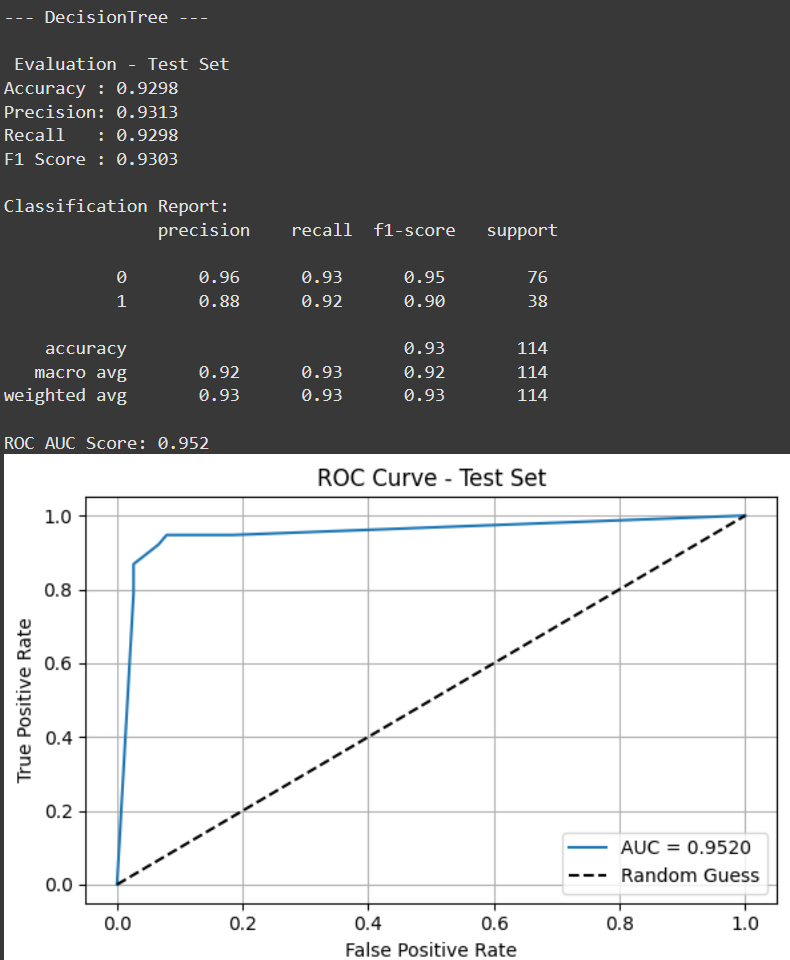 --- DecisionTree ---
Evaluation - Test Set
Accuracy : 0.9298
Precision: 0.9313
Recall   : 0.9298
F1 Score : 0.9303
Classification Report:
precision    recall  f1-score   support
0       0.96      0.93      0.95        76
1       0.88      0.92      0.90        38
accuracy                           0.93       114
macro avg       0.92      0.93      0.92       114
weighted avg       0.93      0.93      0.93       114
ROC AUC Score: 0.952
ROC Curve - Test Set
True Positive Rate
1.0
0.8
0.6
0.4
0.2
0.0
AUC = 0.9520
Random Guess
0.0 0.2 0.4 0.6 0.8 1.0
False Positive Rate